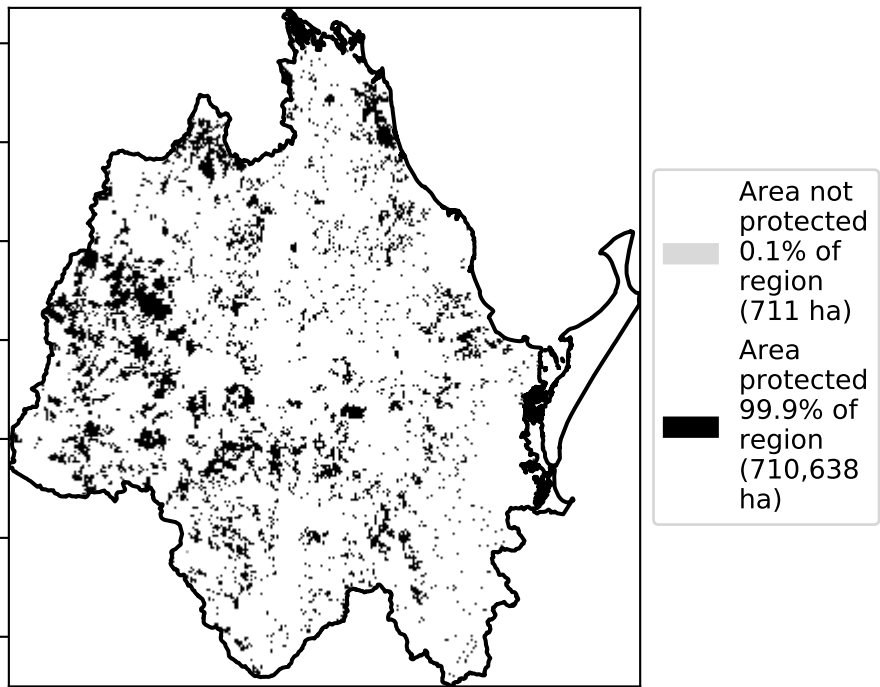 Area not
protected
0.1% of
region
(711 ha)
Area
protected
99.9% of
region
(710,638
ha)